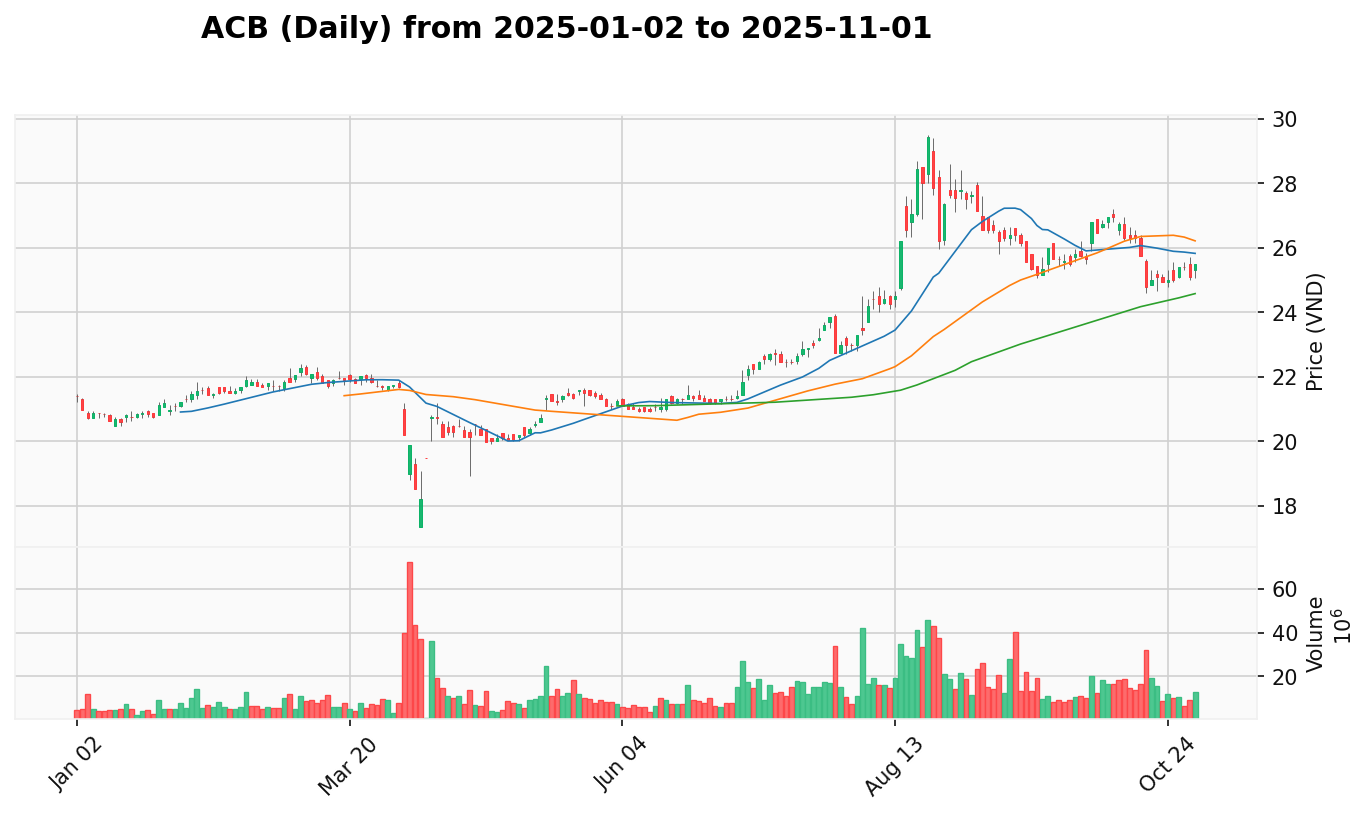 ACB (Daily) from 2025-01-02 to 2025-11-01
30
28
26
24
22
20
18
Price (VND)
60
40
20
Volume
10⁶
Jan 02
Mar 20
Jun 04
Aug 13
Oct 24